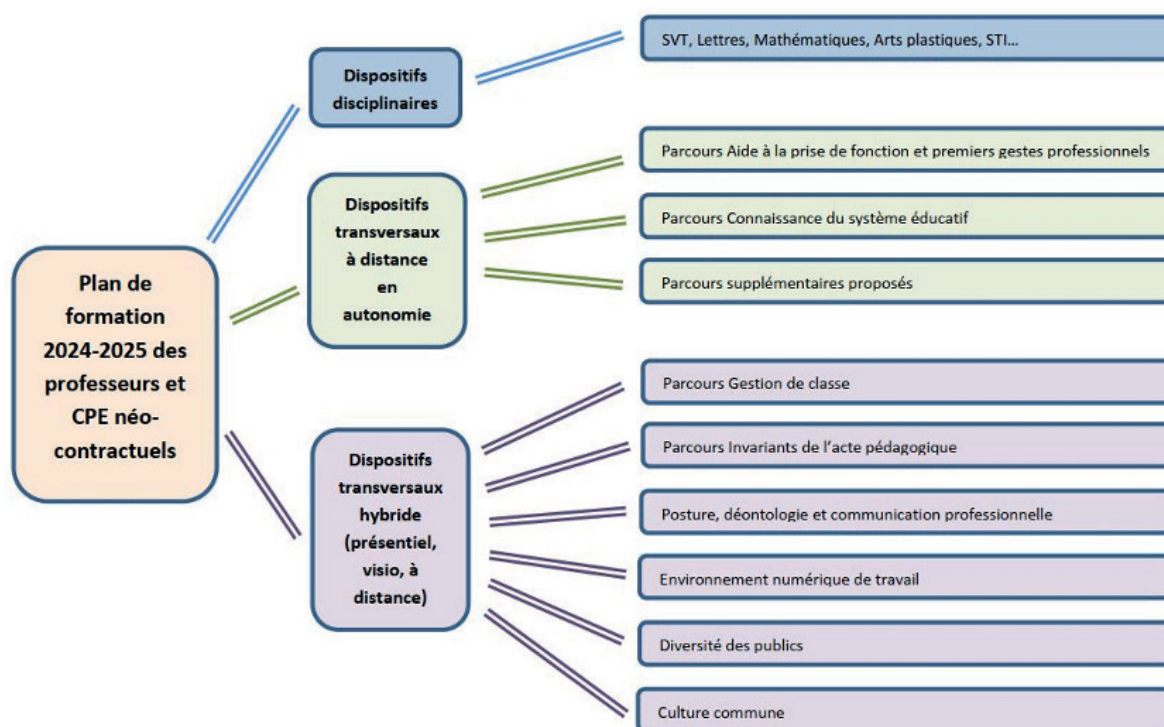 Plan de
formation
2024-2025 des
professeurs et
CPE néo-
contractuels
Dispositifs
disciplinaires
SVT, Lettres, Mathématiques, Arts plastiques, STI...
Dispositifs
transversaux
à distance
en
autonomie
Parcours Aide à la prise de fonction et premiers gestes professionnels
Parcours Connaissance du système éducatif
Parcours supplémentaires proposés
Dispositifs
transversaux
hybride
(présentiel,
visio, à
distance)
Parcours Gestion de classe
Parcours Invariants de l'acte pédagogique
Posture, déontologie et communication professionnelle
Environnement numérique de travail
Diversité des publics
Culture commune